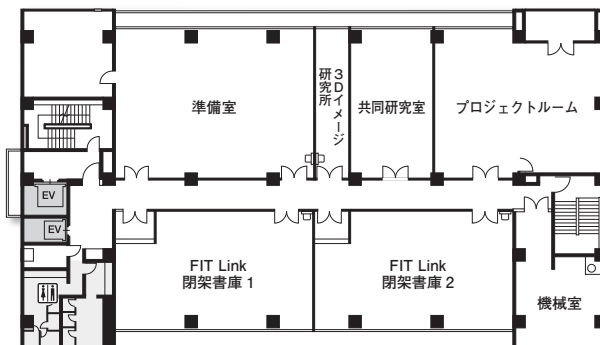 準備室
3Dイメージ
研究所
共同研究室
プロジェクトルーム
EV
EV
FIT Link
閉架書庫 1
FIT Link
閉架書庫 2
機械室